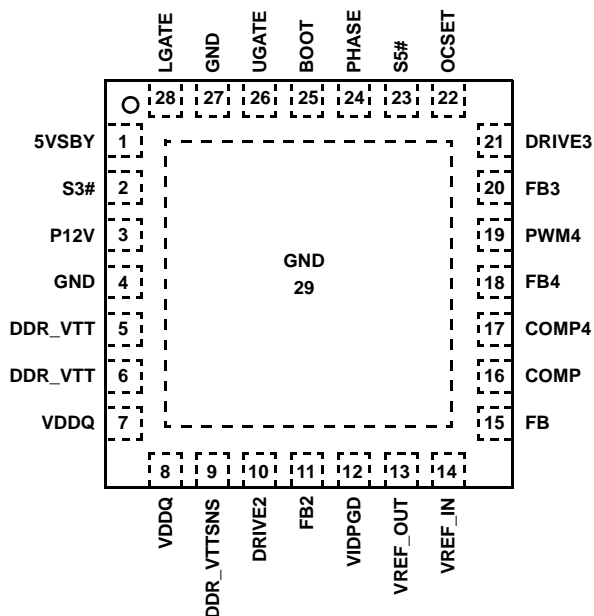 LGATE
GND
UGATE
BOOT
PHASE
S5#
OCSET
28 27 26 25 24 23 22
5VSBY 1
S3# 2
P12V 3
GND 4
DDR_VTT 5
DDR_VTT 6
VDDQ 7
GND
29
21 DRIVE3
20 FB3
19 PWM4
18 FB4
17 COMP4
16 COMP
15 FB
8 9 10 11 12 13 14
VDDQ
DDR_VTTSNS
DRIVE2
FB2
VIDPGD
VREF_OUT
VREF_IN